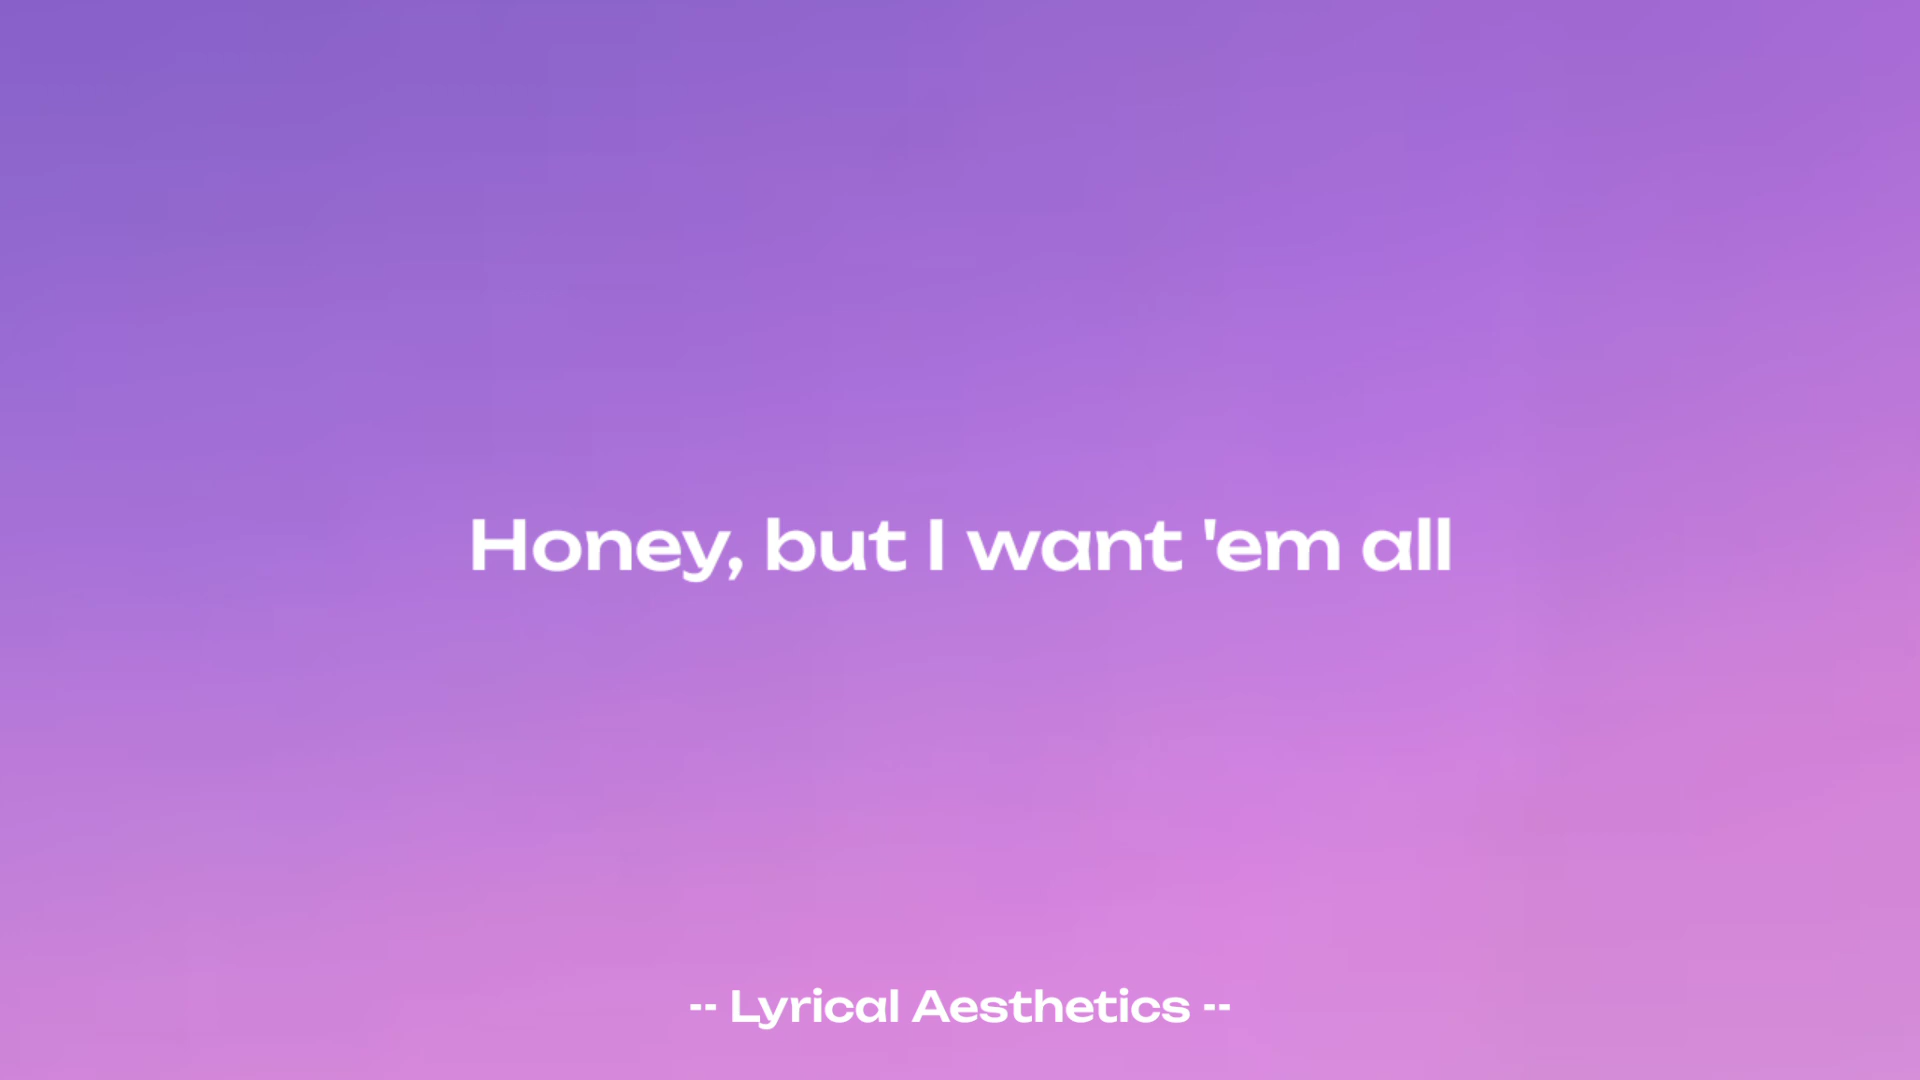 Honey, but I want 'em all
-- Lyrical Aesthetics --